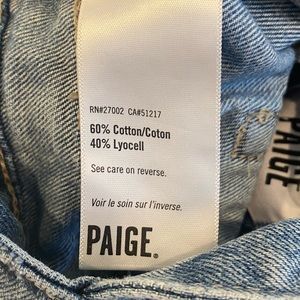 RN#27002 CA#51217
60% Cotton/Coton
40% Lyocell
See care on reverse.
Voir le soin sur l'inverse.
PAIGE®
PAIGE